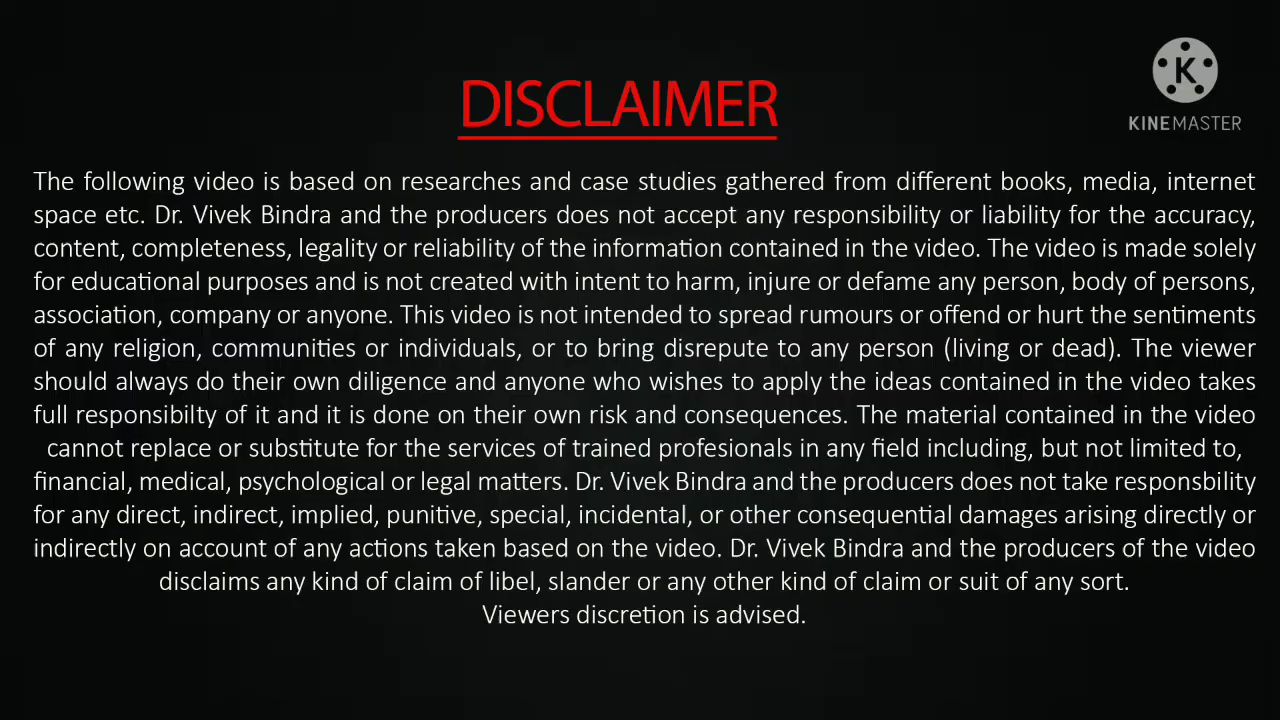 DISCLAIMER
K
KINEMASTER
The following video is based on researches and case studies gathered from different books, media, internet
space etc. Dr. Vivek Bindra and the producers does not accept any responsibility or liability for the accuracy,
content, completeness, legality or reliability of the information contained in the video. The video is made solely
for educational purposes and is not created with intent to harm, injure or defame any person, body of persons,
association, company or anyone. This video is not intended to spread rumours or offend or hurt the sentiments
of any religion, communities or individuals, or to bring disrepute to any person (living or dead). The viewer
should always do their own diligence and anyone who wishes to apply the ideas contained in the video takes
full responsibilty of it and it is done on their own risk and consequences. The material contained in the video
cannot replace or substitute for the services of trained profesionals in any field including, but not limited to,
financial, medical, psychological or legal matters. Dr. Vivek Bindra and the producers does not take responsbility
for any direct, indirect, implied, punitive, special, incidental, or other consequential damages arising directly or
indirectly on account of any actions taken based on the video. Dr. Vivek Bindra and the producers of the video
disclaims any kind of claim of libel, slander or any other kind of claim or suit of any sort.
Viewers discretion is advised.